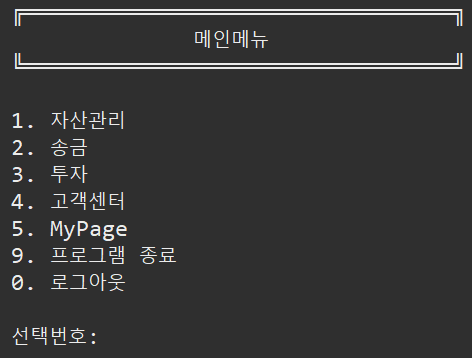 메인메뉴
1. 자산관리
2. 송금
3. 투자
4. 고객센터
5. MyPage
9. 프로그램 종료
0. 로그아웃
선택번호: